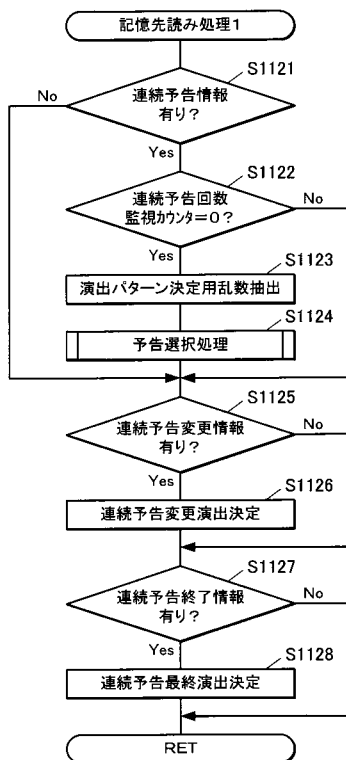 記憶先読み処理1
S1121
連続予告情報
有り?
No
Yes
S1122
連続予告回数
監視カウンタ=0?
No
Yes
S1123
演出パターン決定用乱数抽出
S1124
予告選択処理
S1125
連続予告変更情報
有り?
No
Yes
S1126
連続予告変更演出決定
S1127
連続予告終了情報
有り?
No
Yes
S1128
連続予告最終演出決定
RET